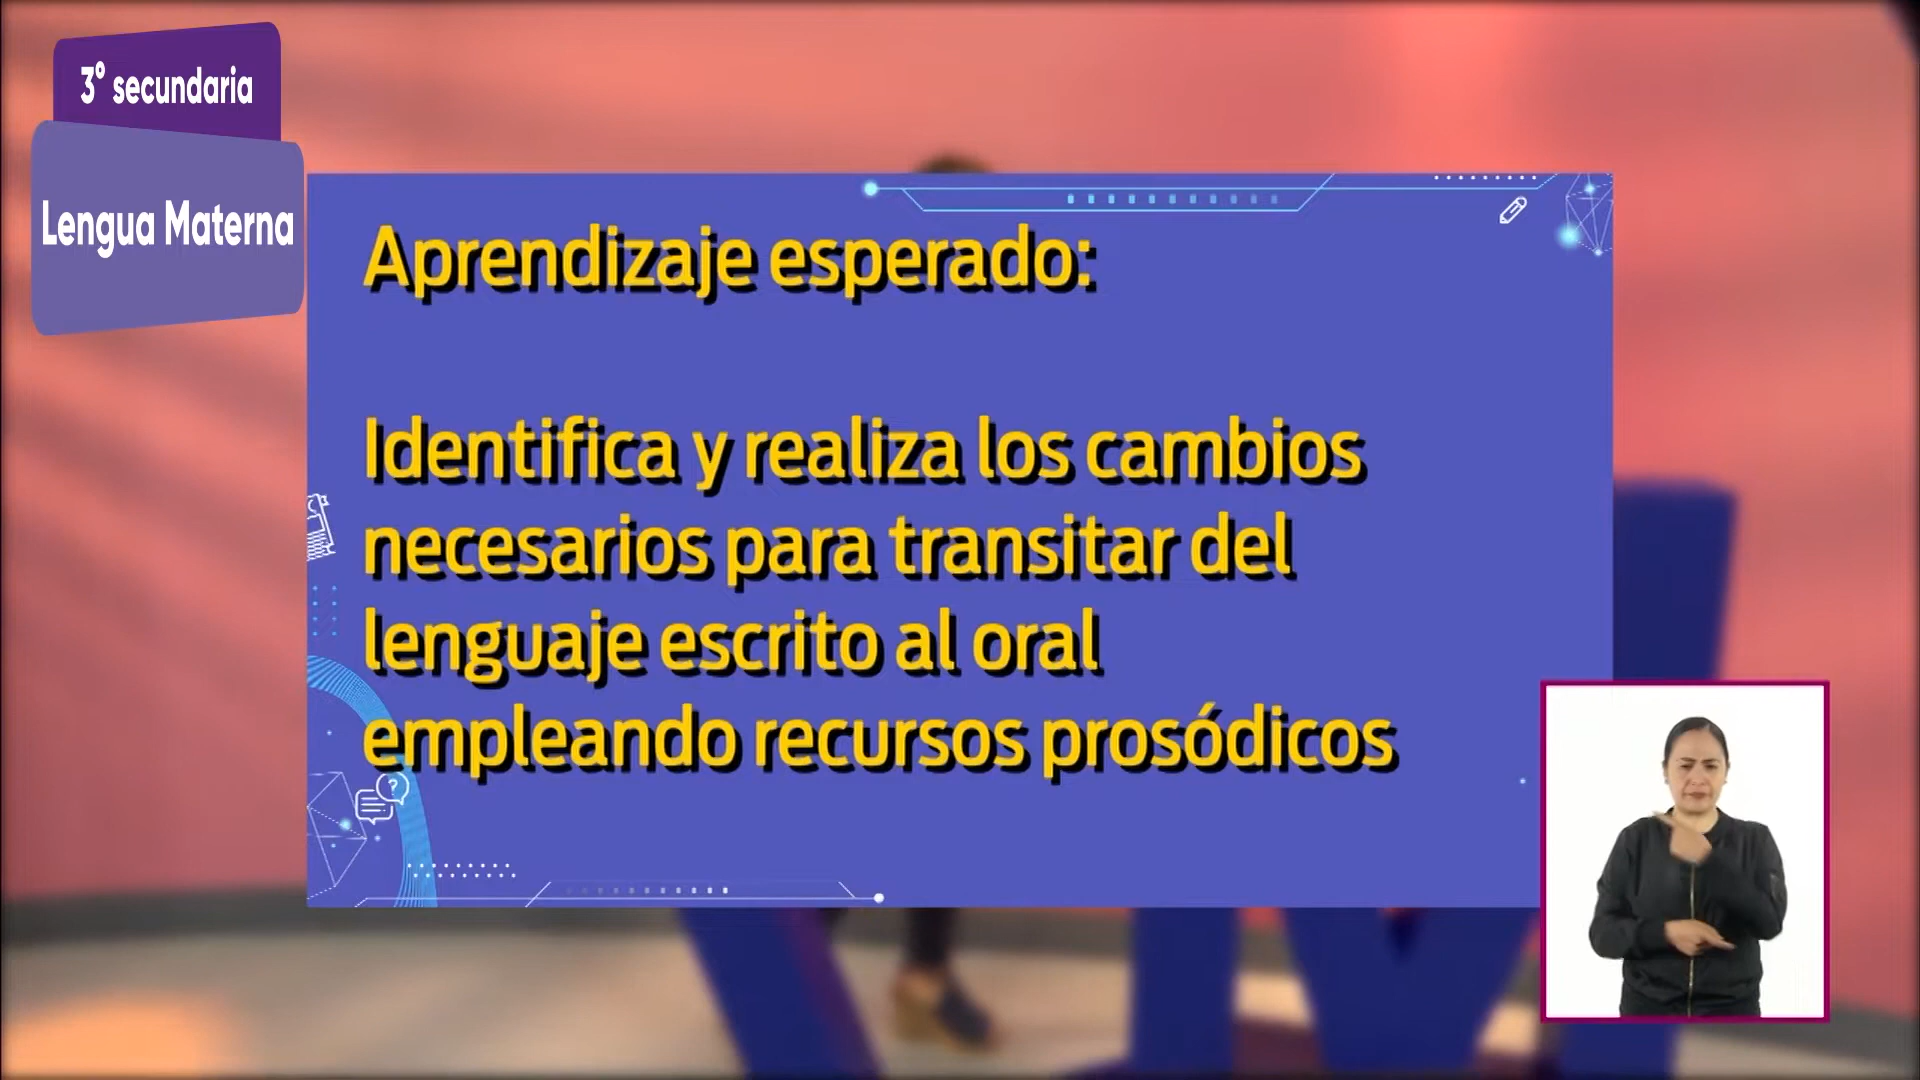 3° secundaria
Lengua Materna
Aprendizaje esperado:
Identifica y realiza los cambios
necesarios para transitar del
lenguaje escrito al oral
empleando recursos prosódicos